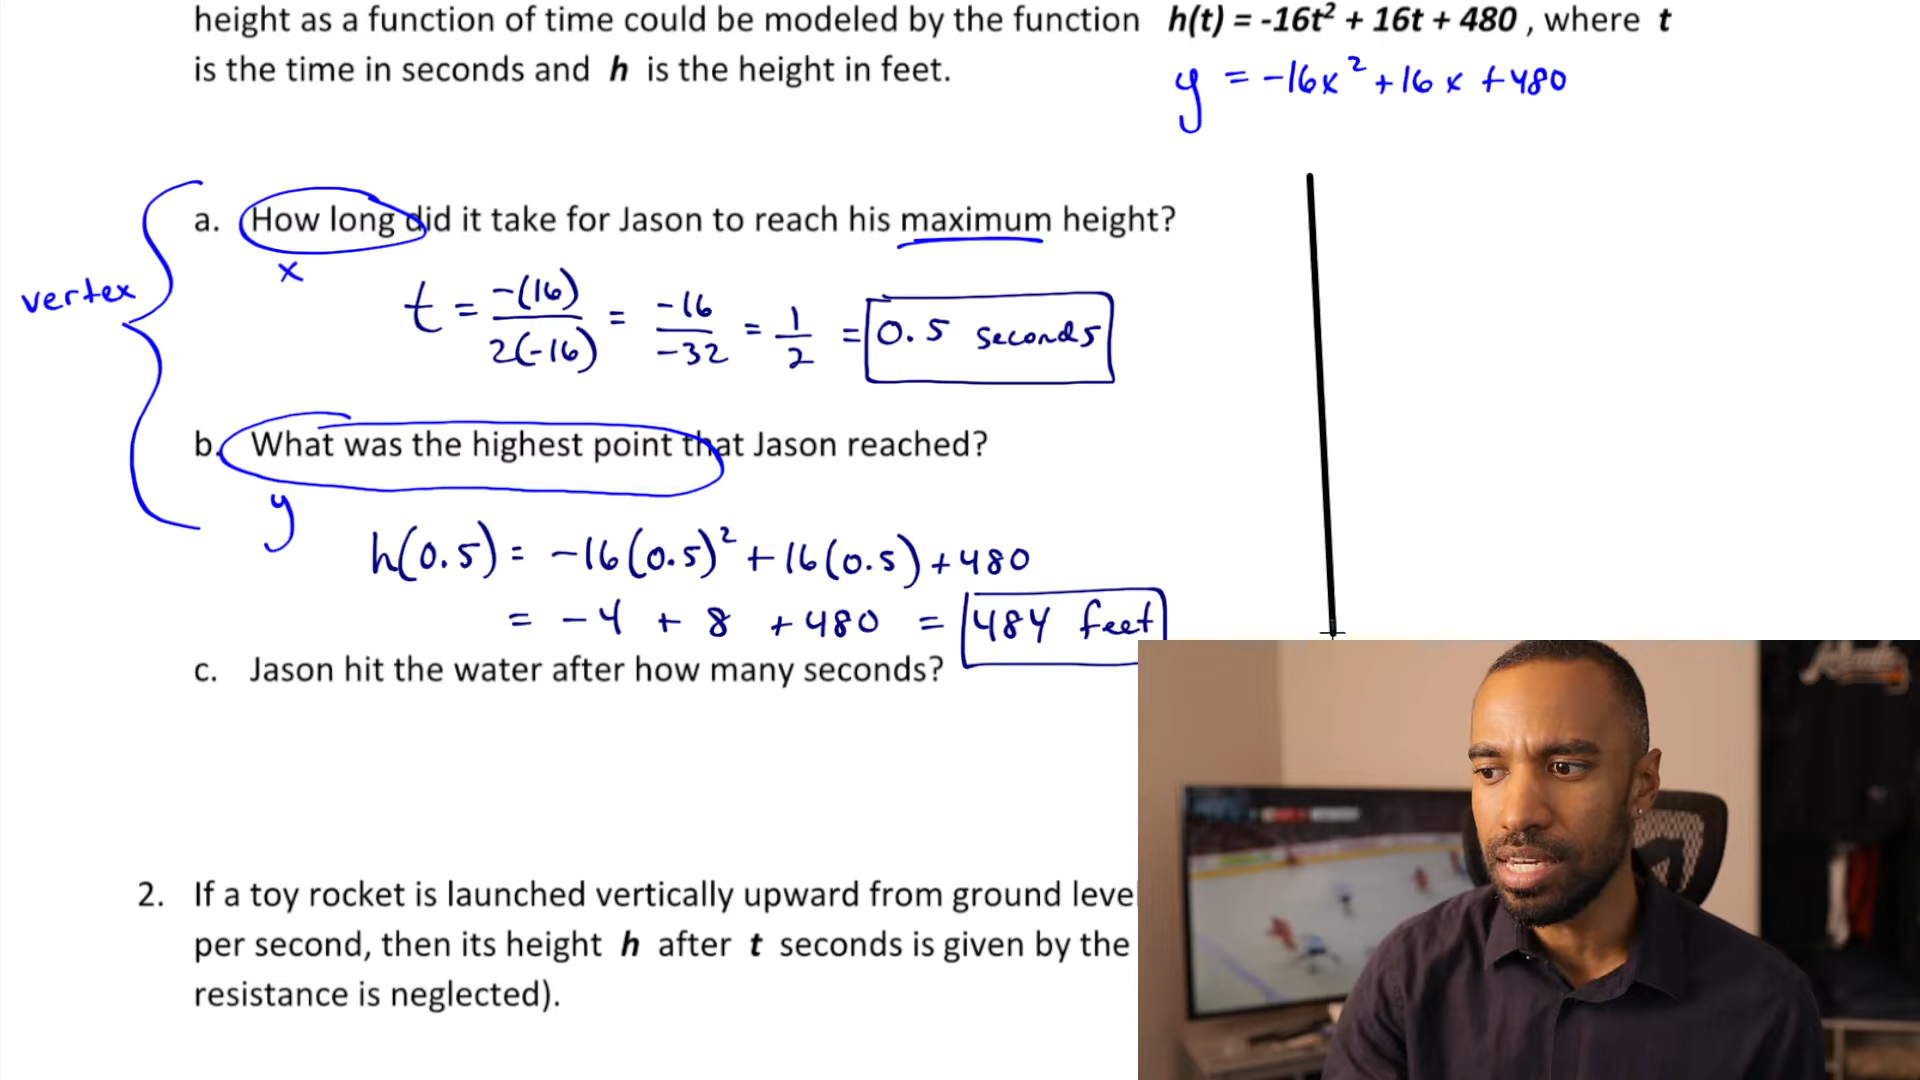 height as a function of time could be modeled by the function h(t) = -16t² + 16t + 480 , where t
is the time in seconds and h is the height in feet.
y = -16x² + 16x + 480
a. How long did it take for Jason to reach his maximum height?
x
vertex
t = -(16)/2(-16) = -16/-32 = 1/2 = 0.5 seconds
b. What was the highest point that Jason reached?
y
h(0.5) = -16(0.5)² + 16(0.5) + 480
= -4 + 8 + 480 = 484 feet
c. Jason hit the water after how many seconds?
2. If a toy rocket is launched vertically upward from ground level
per second, then its height h after t seconds is given by the
resistance is neglected).